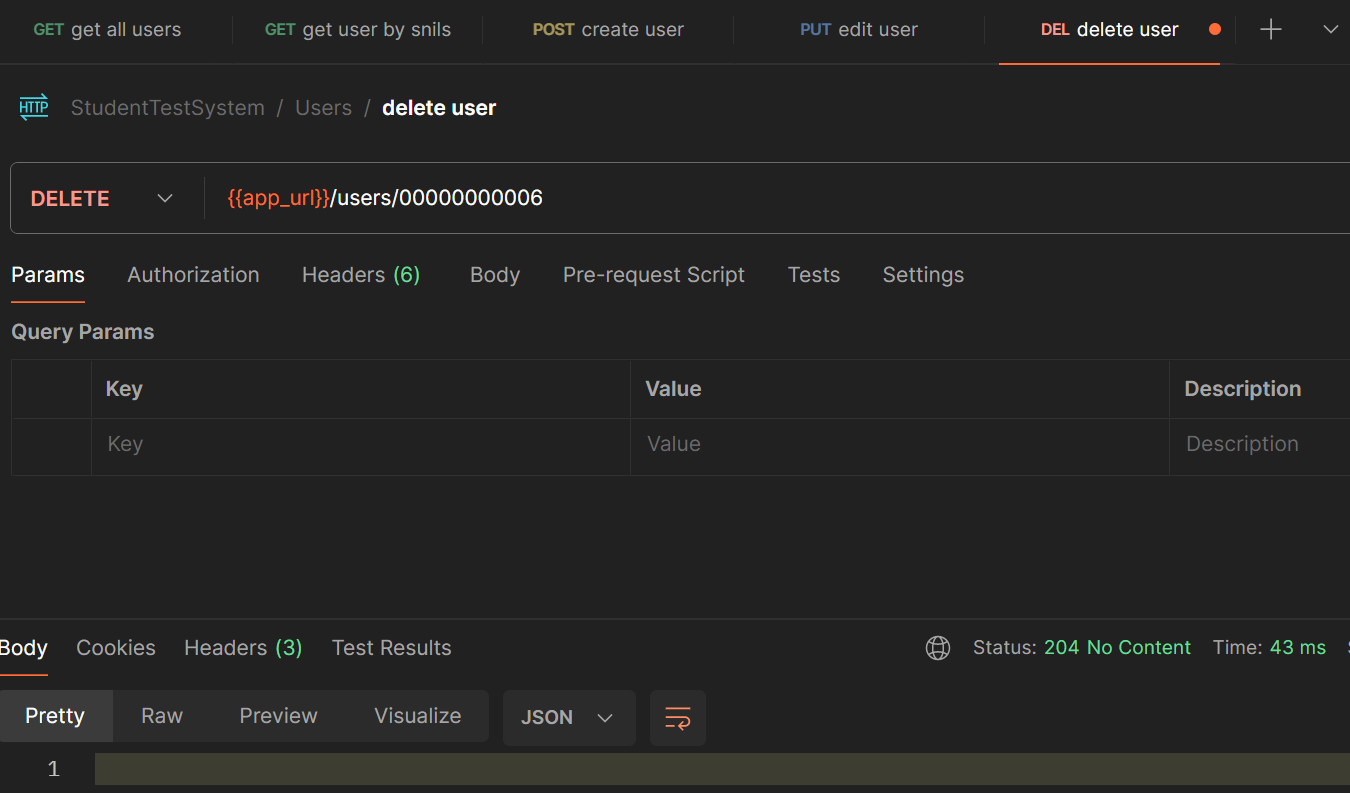 GET get all users GET get user by snils POST create user PUT edit user DEL delete user
HTTP StudentTestSystem / Users / delete user
DELETE {{app_url}}/users/00000000006
Params Authorization Headers (6) Body Pre-request Script Tests Settings
Query Params
Key Value Description
Key Value Description
Body Cookies Headers (3) Test Results Status: 204 No Content Time: 43 ms
Pretty Raw Preview Visualize JSON
1